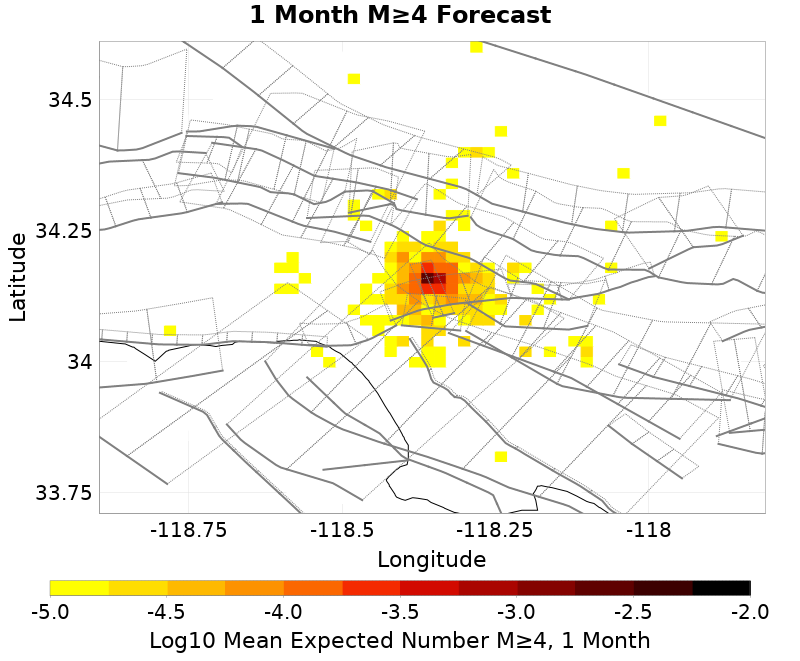 1 Month M≥4 Forecast
34.5
34.25
34
33.75
Latitude
-118.75 -118.5 -118.25 -118
Longitude
-5.0 -4.5 -4.0 -3.5 -3.0 -2.5 -2.0
Log10 Mean Expected Number M≥4, 1 Month